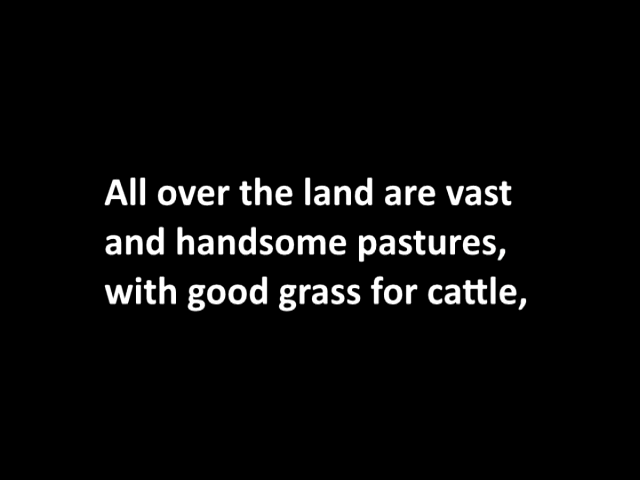 All over the land are vast
and handsome pastures,
with good grass for cattle,